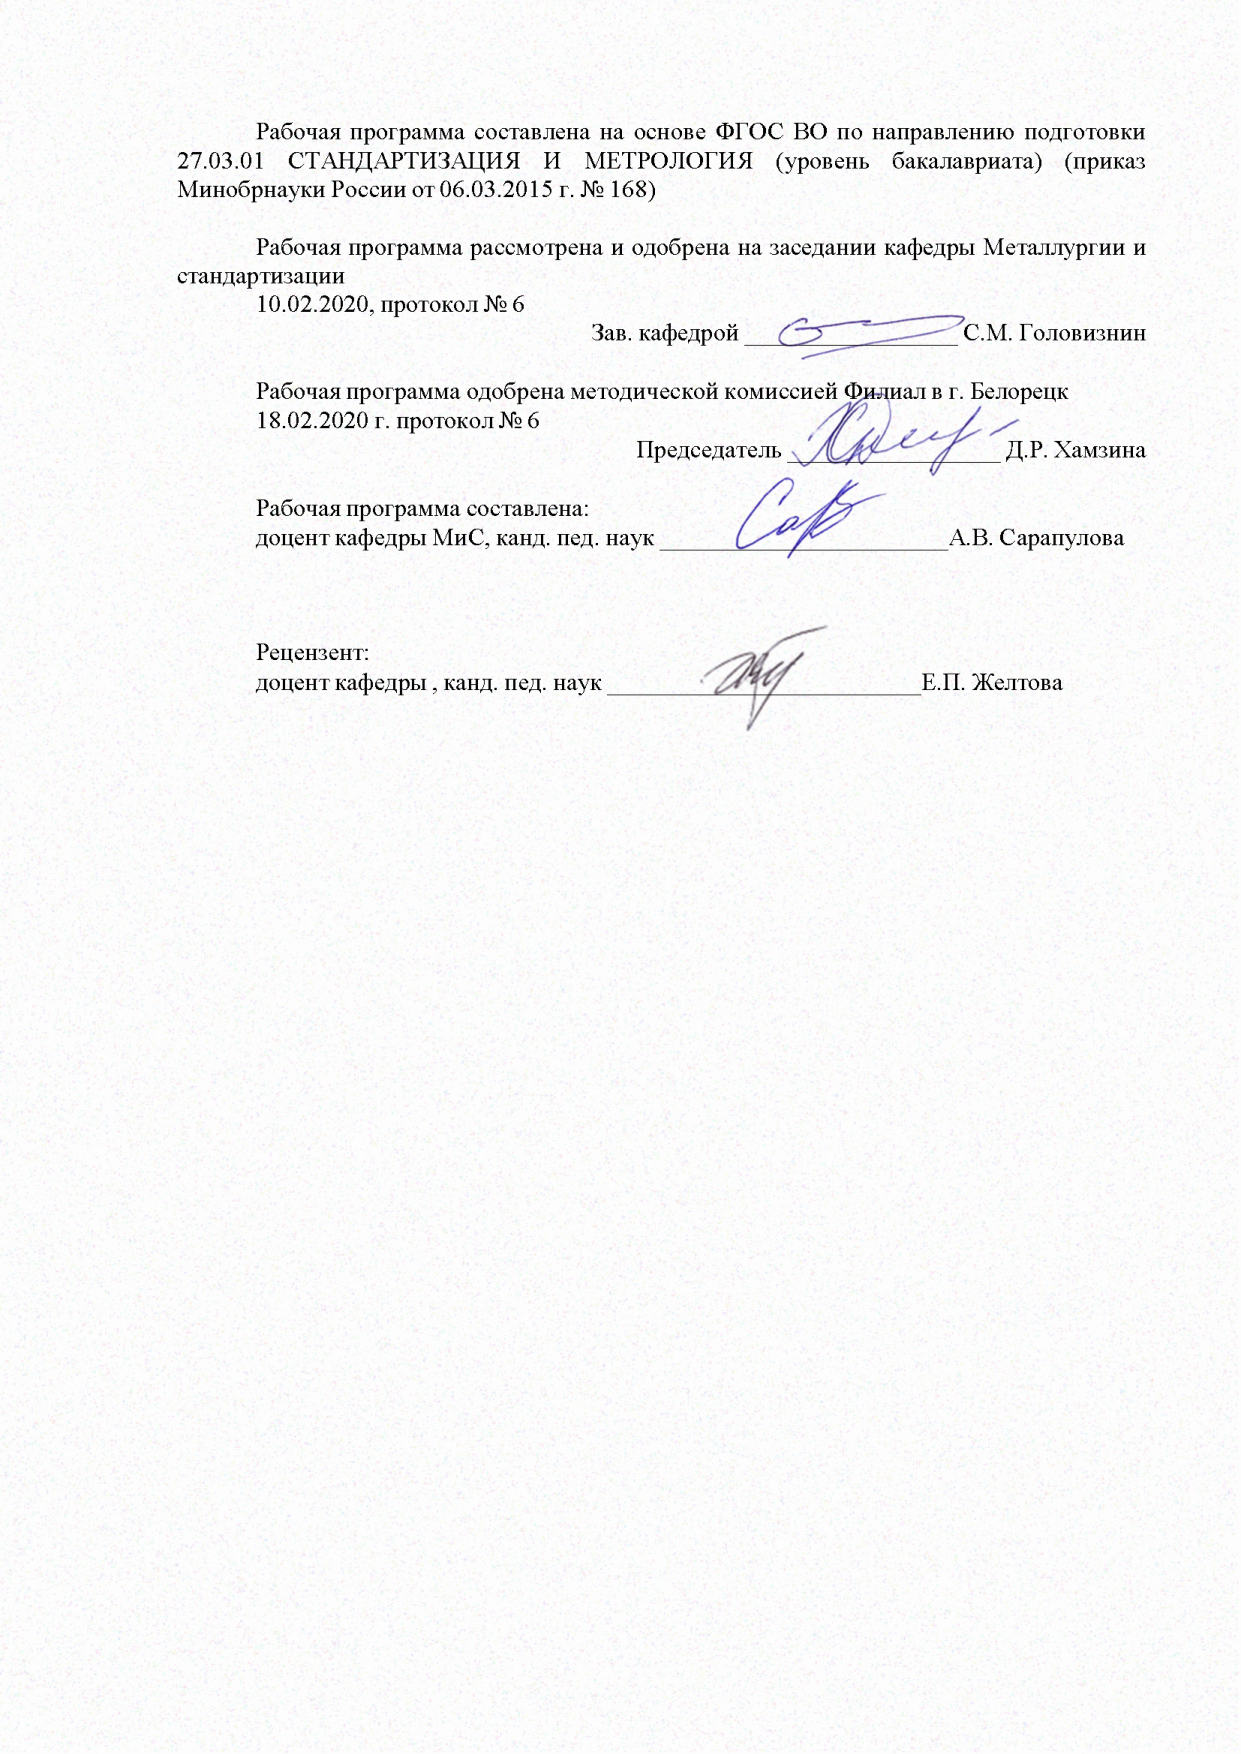 Рабочая программа составлена на основе ФГОС ВО по направлению подготовки
27.03.01 СТАНДАРТИЗАЦИЯ И МЕТРОЛОГИЯ (уровень бакалавриата) (приказ
Минобрнауки России от 06.03.2015 г. № 168)
Рабочая программа рассмотрена и одобрена на заседании кафедры Металлургии и
стандартизации
10.02.2020, протокол № 6
Зав. кафедрой _________________ С.М. Головизнин
Рабочая программа одобрена методической комиссией Филиал в г. Белорецк
18.02.2020 г. протокол № 6
Председатель _________________ Д.Р. Хамзина
Рабочая программа составлена:
доцент кафедры МиС, канд. пед. наук _______________________А.В. Сарапулова
Рецензент:
доцент кафедры , канд. пед. наук _________________________Е.П. Желтова